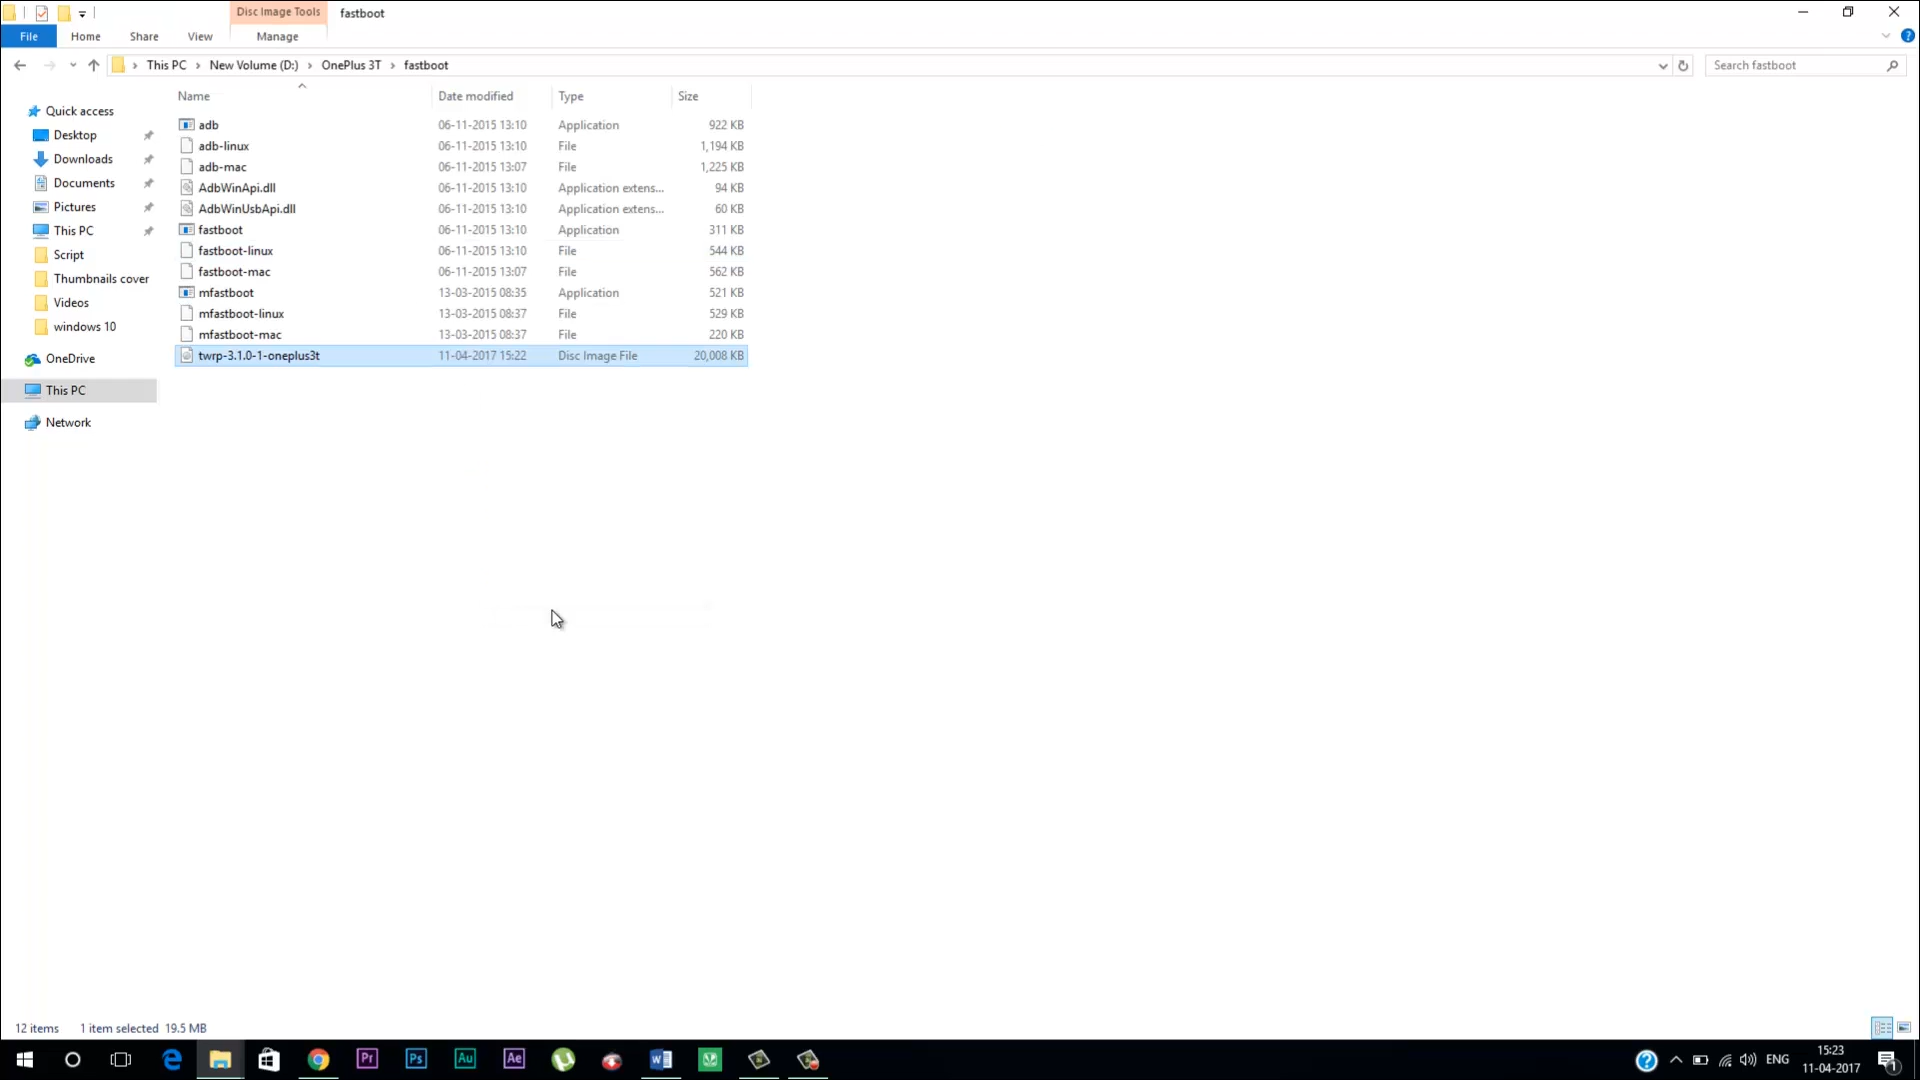 Disc Image Tools fastboot
File Home Share View Manage
This PC New Volume (D:) OnePlus 3T fastboot Search fastboot
Name Date modified Type Size
Quick access
Desktop
Downloads
Documents
Pictures
This PC
Script
Thumbnails cover
Videos
windows 10
OneDrive
This PC
Network
adb 06-11-2015 13:10 Application 922 KB
adb-linux 06-11-2015 13:10 File 1,194 KB
adb-mac 06-11-2015 13:07 File 1,225 KB
AdbWinApi.dll 06-11-2015 13:10 Application extens... 94 KB
AdbWinUsbApi.dll 06-11-2015 13:10 Application extens... 60 KB
fastboot 06-11-2015 13:10 Application 311 KB
fastboot-linux 06-11-2015 13:10 File 544 KB
fastboot-mac 06-11-2015 13:07 File 562 KB
mfastboot 13-03-2015 08:35 Application 521 KB
mfastboot-linux 13-03-2015 08:37 File 529 KB
mfastboot-mac 13-03-2015 08:37 File 220 KB
twrp-3.1.0-1-oneplus3t 11-04-2017 15:22 Disc Image File 20,008 KB
12 items 1 item selected 19.5 MB
Pr Ps Au Ae ENG 15:23
11-04-2017 1